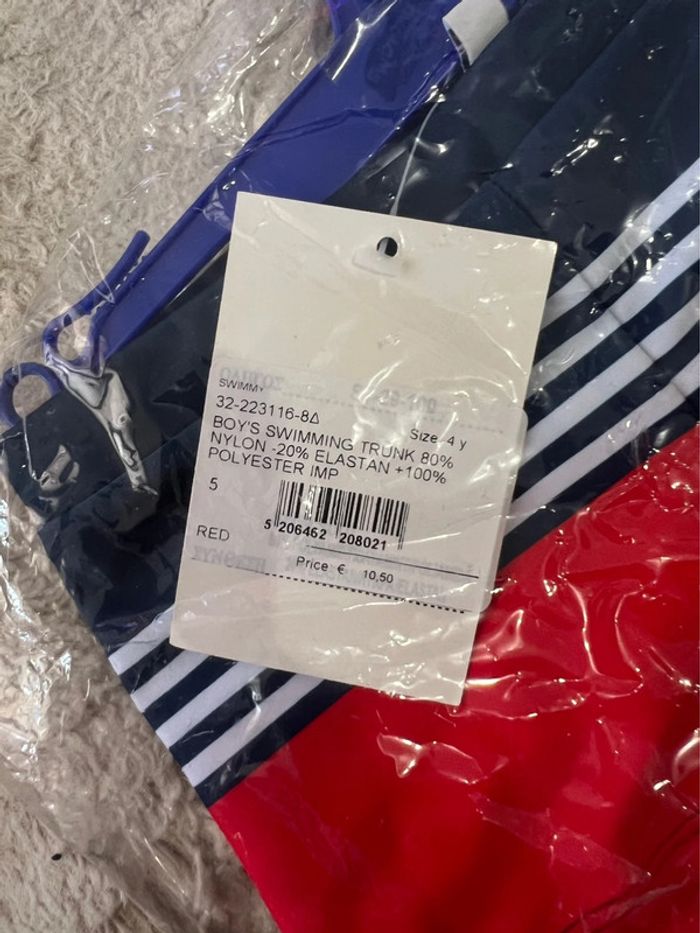 SWIMMY
32-223116-8Δ
Size 4 y
BOY'S SWIMMING TRUNK 80%
NYLON -20% ELASTAN +100%
POLYESTER IMP
5
5 206462 208021
RED
Price € 10,50